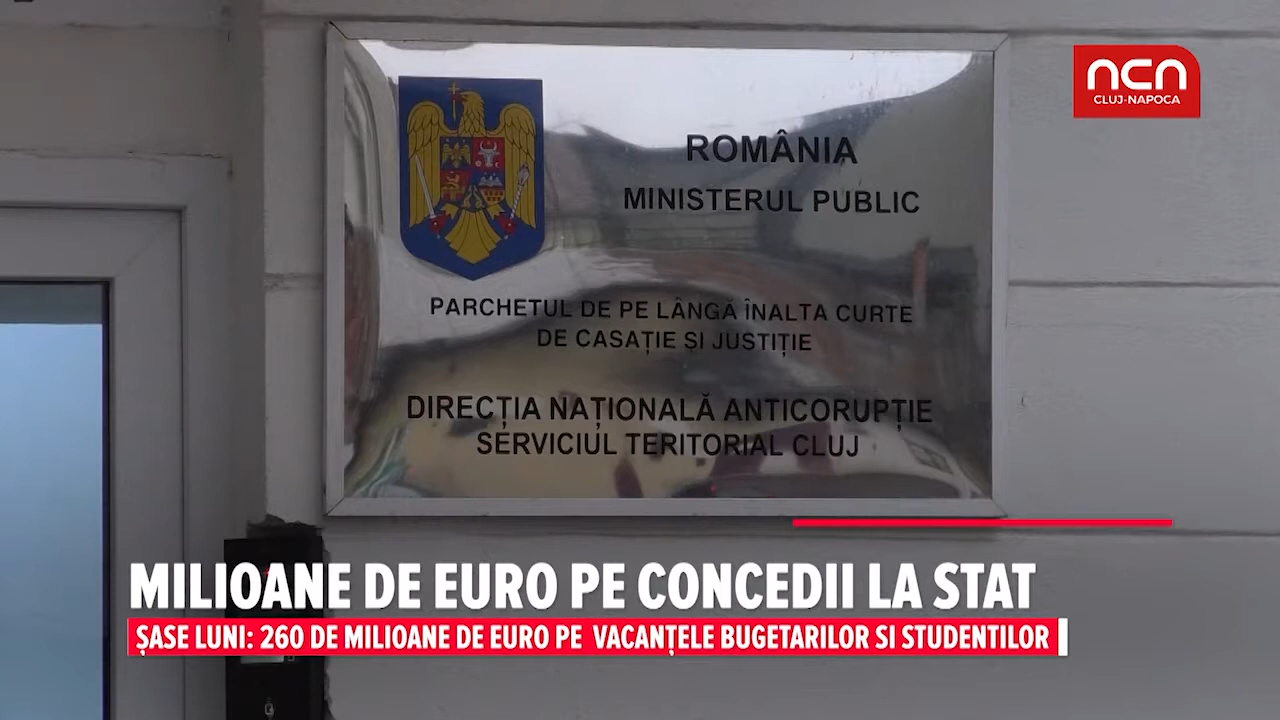 ncn
CLUJ-NAPOCA
ROMÂNIA
MINISTERUL PUBLIC
PARCHETUL DE PE LÂNGĂ ÎNALTA CURTE
DE CASAȚIE ȘI JUSTIȚIE
DIRECȚIA NAȚIONALĂ ANTICORUPȚIE
SERVICIUL TERITORIAL CLUJ
MILIOANE DE EURO PE CONCEDII LA STAT
ȘASE LUNI: 260 DE MILIOANE DE EURO PE VACANȚELE BUGETARILOR SI STUDENTILOR